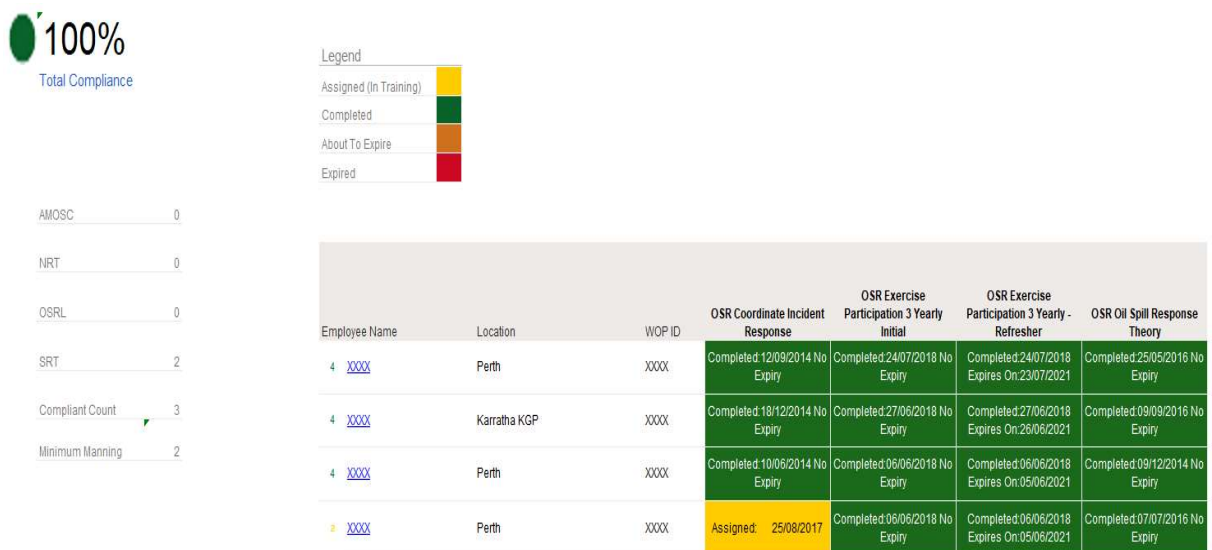 100%
Total Compliance
Legend
Assigned (In Training)
Completed
About To Expire
Expired
AMOSC 0
NRT 0
OSRL 0
SRT 2
Compliant Count 3
Minimum Manning 2
Employee Name Location WOP ID OSR Coordinate Incident Response OSR Exercise Participation 3 Yearly Initial OSR Exercise Participation 3 Yearly - Refresher OSR Oil Spill Response Theory
4 XXXX Perth XXXX Completed:12/09/2014 No Expiry Completed:24/07/2018 No Expiry Completed:24/07/2018 Expires On:23/07/2021 Completed:25/05/2016 No Expiry
4 XXXX Karratha KGP XXXX Completed:18/12/2014 No Expiry Completed:27/06/2018 No Expiry Completed:27/06/2018 Expires On:26/06/2021 Completed:09/09/2016 No Expiry
4 XXXX Perth XXXX Completed:10/06/2014 No Expiry Completed:06/06/2018 No Expiry Completed:06/06/2018 Expires On:05/06/2021 Completed:09/12/2014 No Expiry
3 XXXX Perth XXXX Assigned: 25/08/2017 Completed:06/06/2018 No Expiry Completed:06/06/2018 Expires On:05/06/2021 Completed:07/07/2016 No Expiry